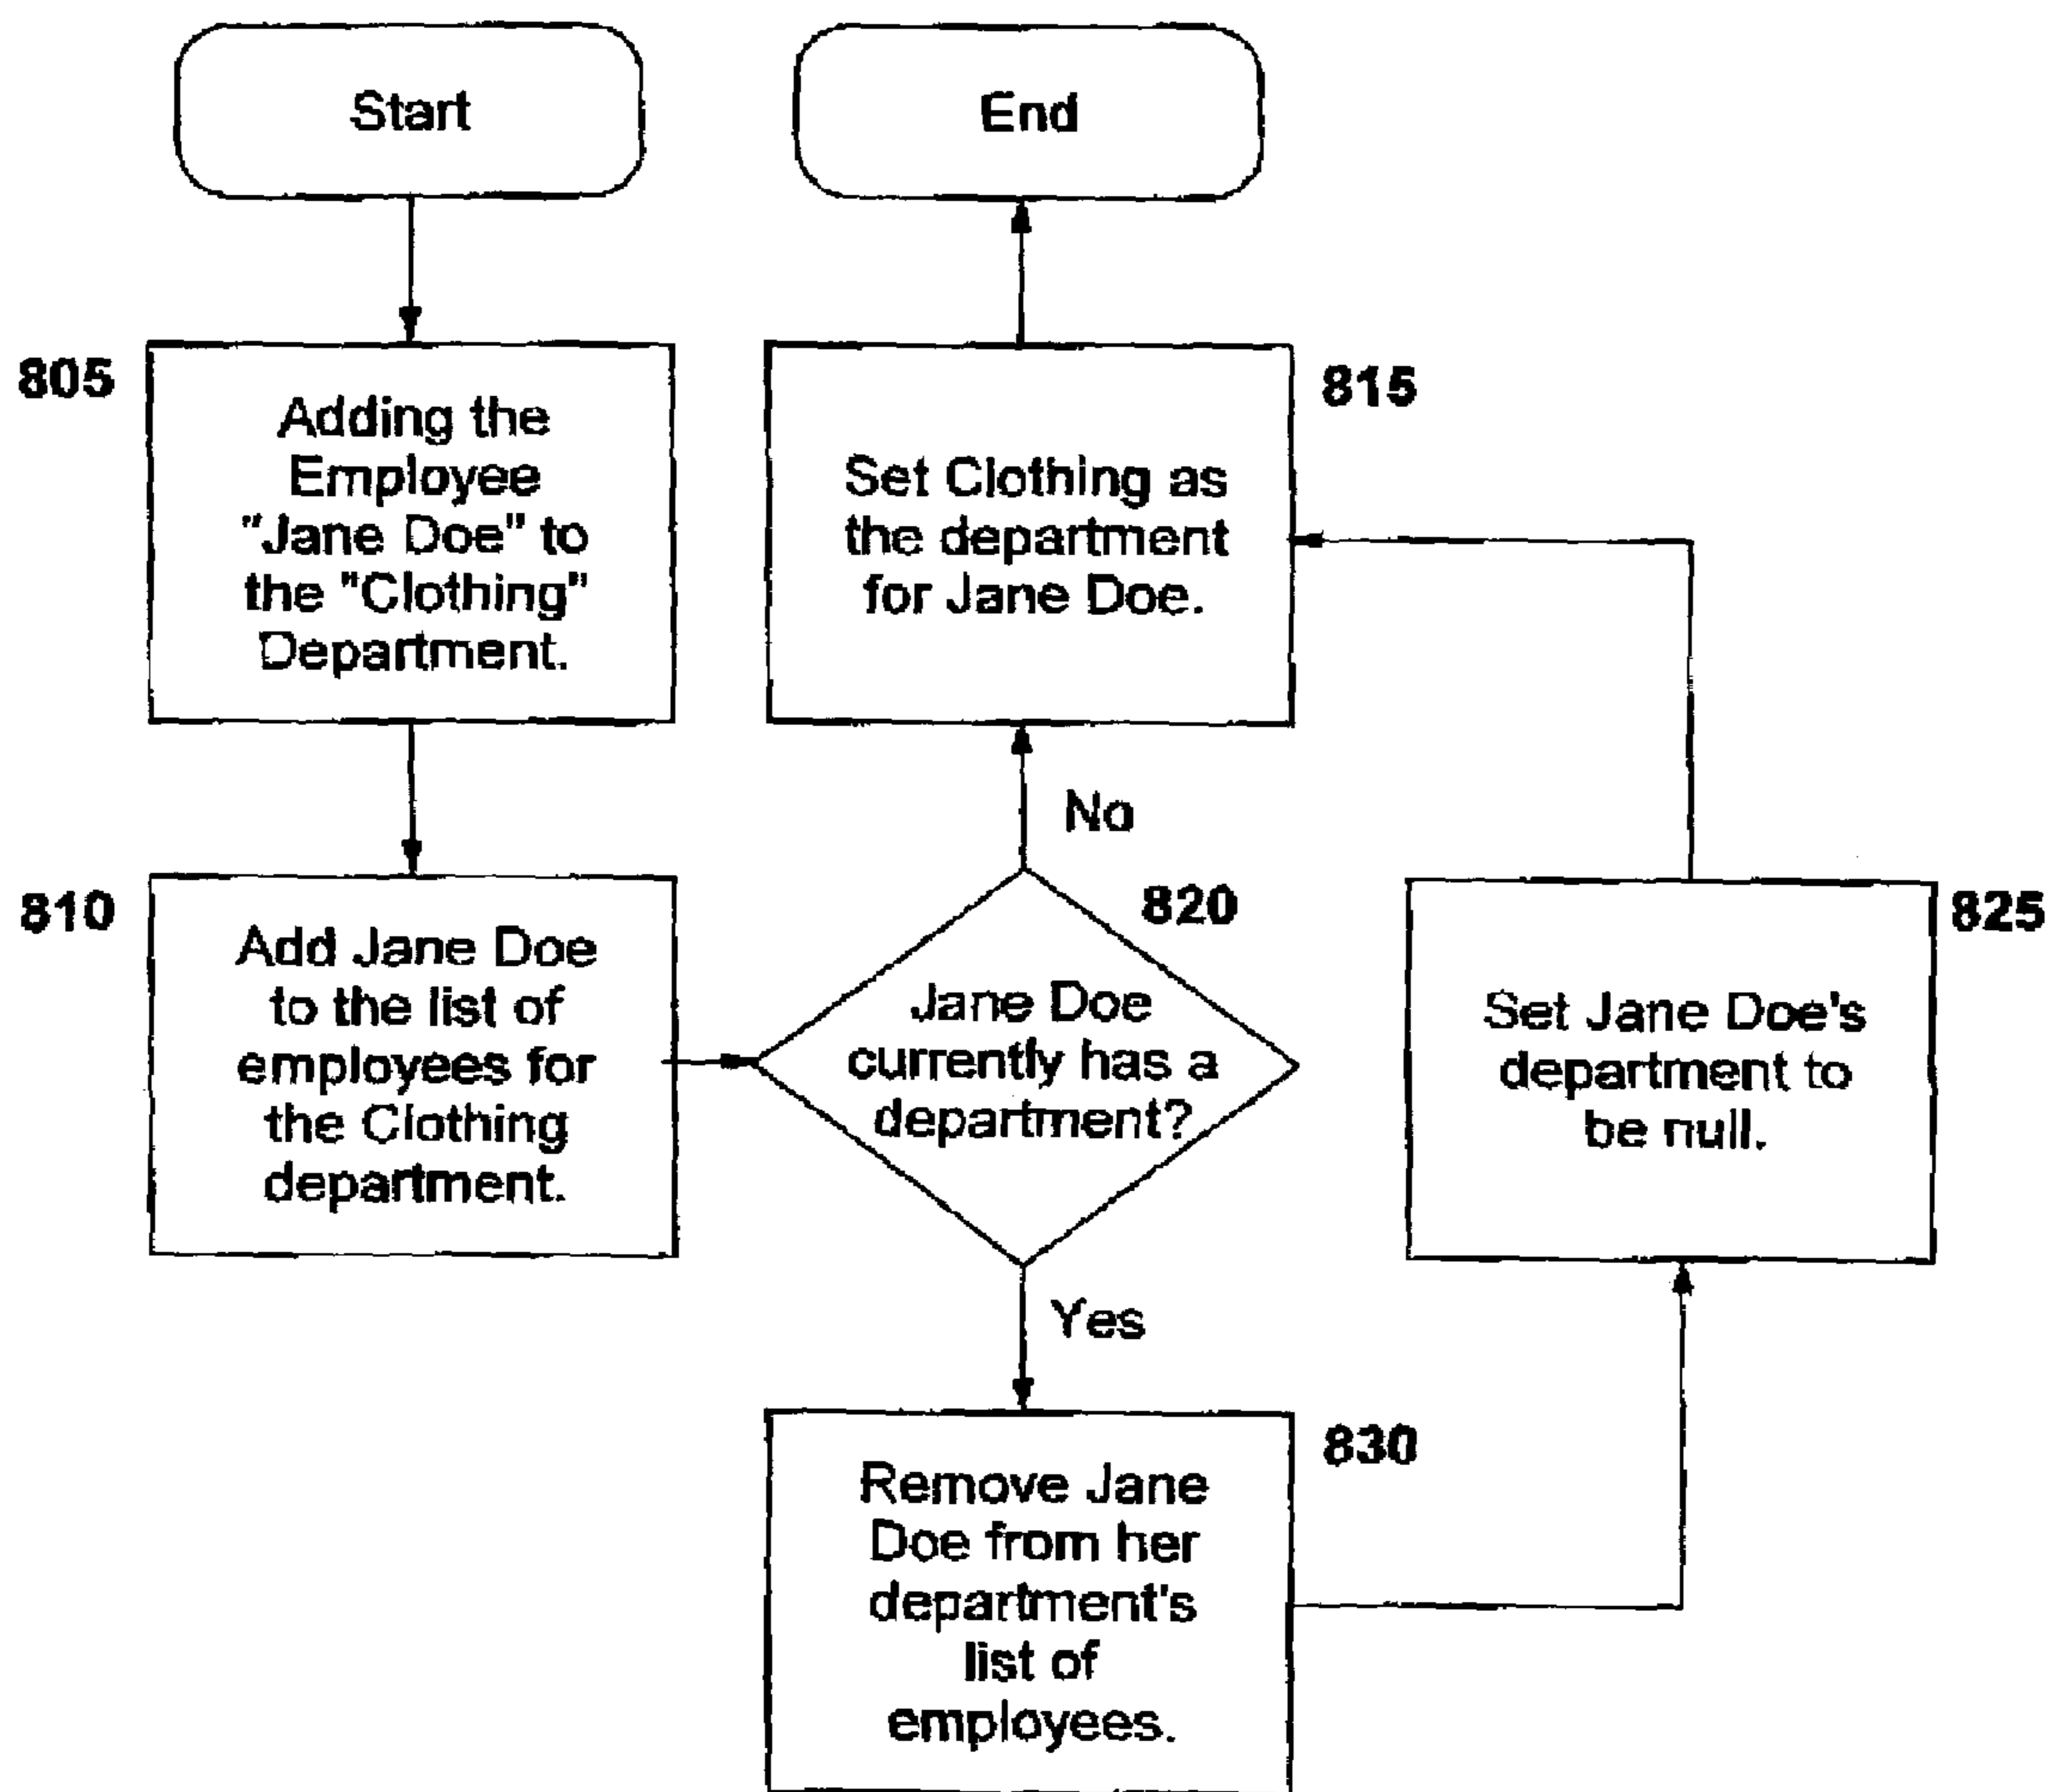 Start
End
805
Adding the
Employee
"Jane Doe" to
the "Clothing"
Department.
815
Set Clothing as
the department
for Jane Doe.
No
810
Add Jane Doe
to the list of
employees for
the Clothing
department.
820
Jane Doe
currently has a
department?
825
Set Jane Doe's
department to
be null.
Yes
830
Remove Jane
Doe from her
department's
list of
employees.